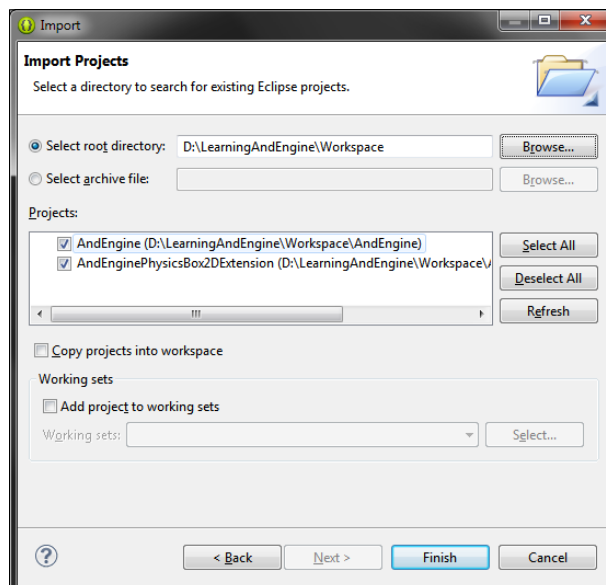 Import
Import Projects
Select a directory to search for existing Eclipse projects.
Select root directory: D:\LearningAndEngine\Workspace Browse...
Select archive file: Browse...
Projects:
AndEngine (D:\LearningAndEngine\Workspace\AndEngine) Select All
AndEnginePhysicsBox2DExtension (D:\LearningAndEngine\Workspace\ Deselect All
Refresh
Copy projects into workspace
Working sets
Add project to working sets
Working sets: Select...
? < Back Next > Finish Cancel